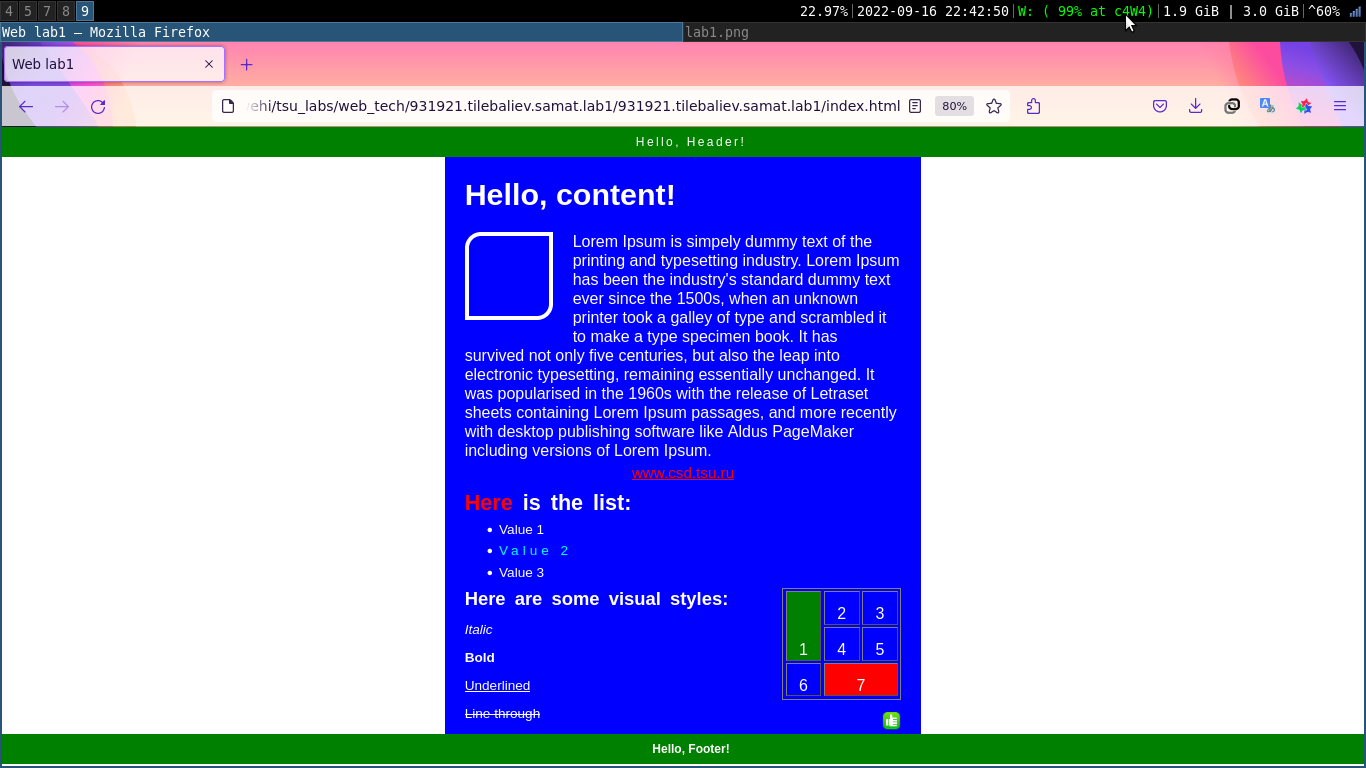 4 5 7 8 9 22.97% 2022-09-16 22:42:50 W: ( 99% at c4W4) 1.9 GiB | 3.0 GiB ^60%
Web lab1 — Mozilla Firefox lab1.png
Web lab1
ehi/tsu_labs/web_tech/931921.tilebaliev.samat.lab1/931921.tilebaliev.samat.lab1/index.html 80%
Hello, Header!
Hello, content!
Lorem Ipsum is simpely dummy text of the
printing and typesetting industry. Lorem Ipsum
has been the industry's standard dummy text
ever since the 1500s, when an unknown
printer took a galley of type and scrambled it
to make a type specimen book. It has
survived not only five centuries, but also the leap into
electronic typesetting, remaining essentially unchanged. It
was popularised in the 1960s with the release of Letraset
sheets containing Lorem Ipsum passages, and more recently
with desktop publishing software like Aldus PageMaker
including versions of Lorem Ipsum.
www.csd.tsu.ru
Here is the list:
• Value 1
• Value 2
• Value 3
Here are some visual styles:
Italic
Bold
Underlined
Line-through
2 3
1 4 5
6 7
Hello, Footer!